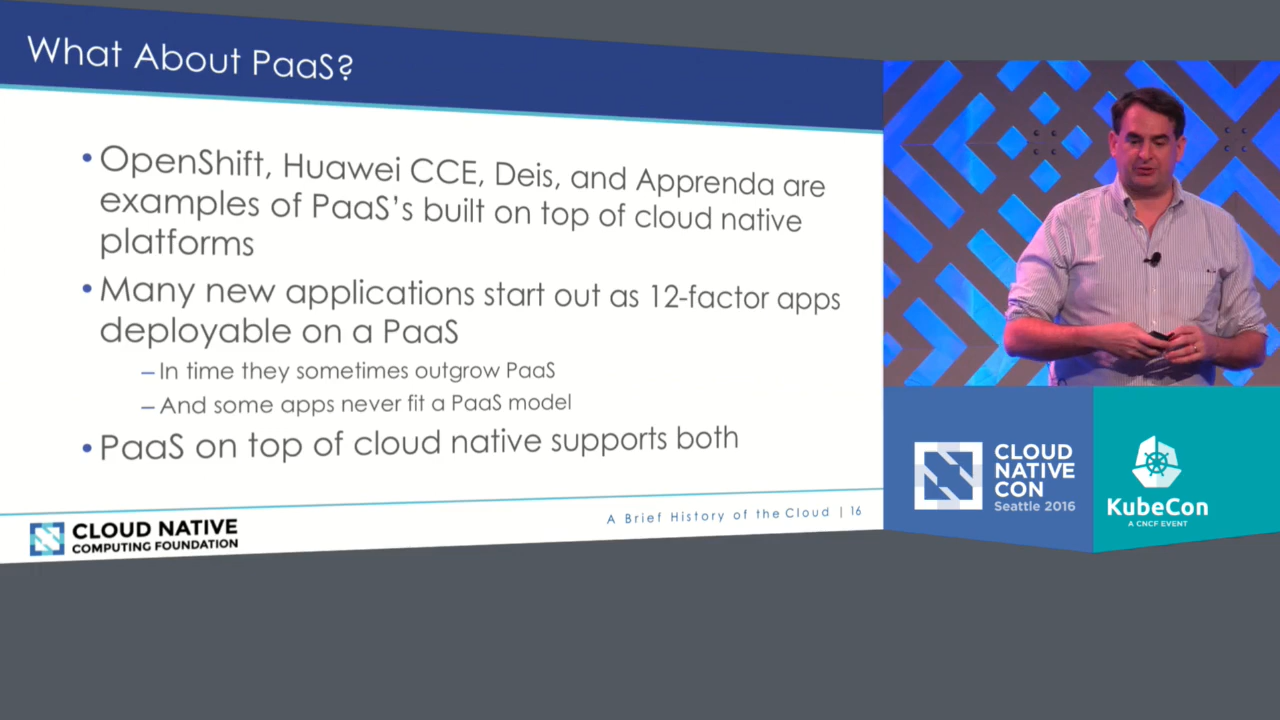 What About PaaS?
• OpenShift, Huawei CCE, Deis, and Apprenda are
examples of PaaS’s built on top of cloud native
platforms
• Many new applications start out as 12-factor apps
deployable on a PaaS
– In time they sometimes outgrow PaaS
– And some apps never fit a PaaS model
• PaaS on top of cloud native supports both
CLOUD NATIVE
COMPUTING FOUNDATION
A Brief History of the Cloud | 16
CLOUD
NATIVE
CON
Seattle 2016
KubeCon
A CNCF EVENT